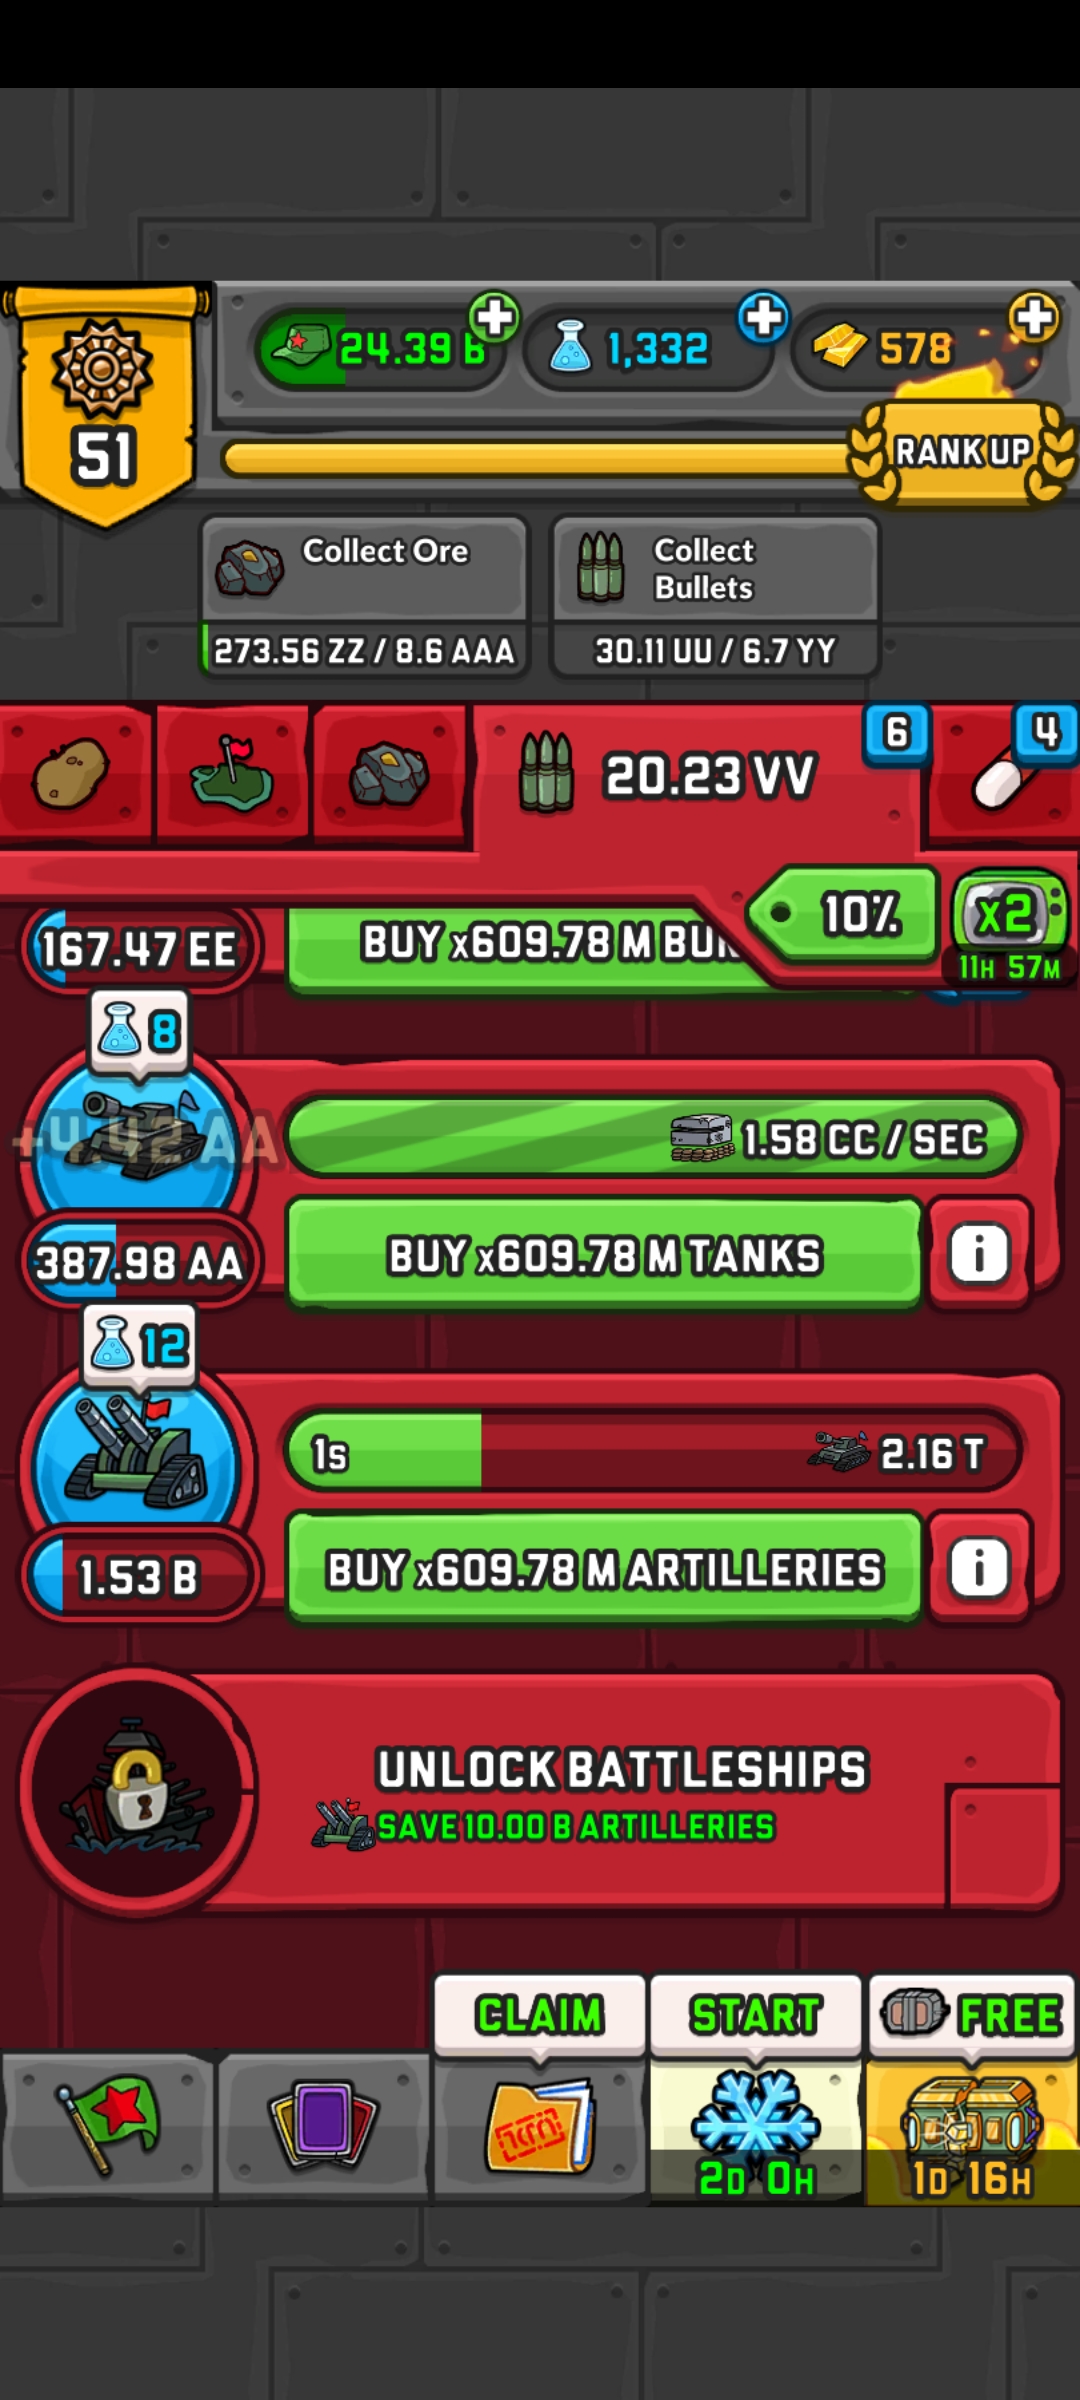 24.39 B
1,332
578
51
RANK UP
Collect Ore
273.56 ZZ / 8.6 AAA
Collect
Bullets
30.11 UU / 6.7 YY
20.23 VV
6
4
10%
x2
11H 57M
167.47 EE
BUY x609.78 M
8
+4.42 AA
1.58 CC / SEC
387.98 AA
BUY x609.78 M TANKS
i
12
1s
2.16 T
1.53 B
BUY x609.78 M ARTILLERIES
i
UNLOCK BATTLESHIPS
SAVE 10.00 B ARTILLERIES
CLAIM
START
FREE
2D 0H
1D 16H